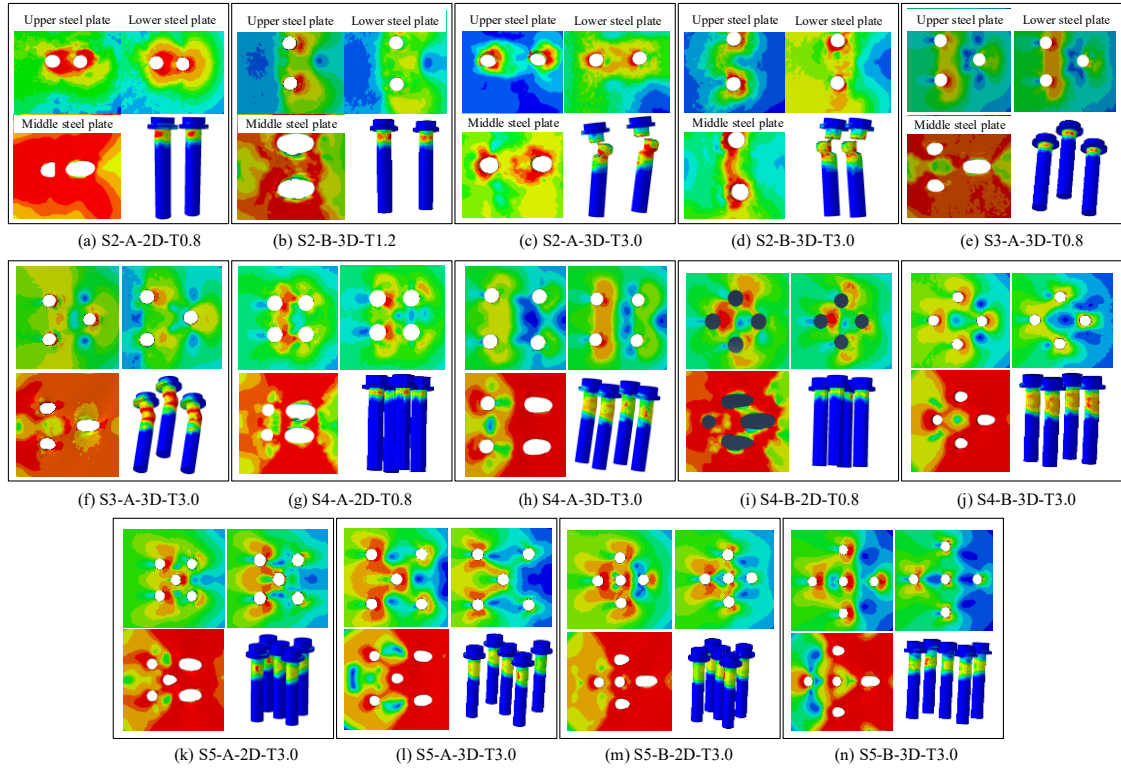 Upper steel plate Lower steel plate Upper steel plate Lower steel plate Upper steel plate Lower steel plate Upper steel plate Lower steel plate Upper steel plate Lower steel plate
Middle steel plate Middle steel plate Middle steel plate Middle steel plate Middle steel plate
(a) S2-A-2D-T0.8 (b) S2-B-3D-T1.2 (c) S2-A-3D-T3.0 (d) S2-B-3D-T3.0 (e) S3-A-3D-T0.8
(f) S3-A-3D-T3.0 (g) S4-A-2D-T0.8 (h) S4-A-3D-T3.0 (i) S4-B-2D-T0.8 (j) S4-B-3D-T3.0
(k) S5-A-2D-T3.0 (l) S5-A-3D-T3.0 (m) S5-B-2D-T3.0 (n) S5-B-3D-T3.0